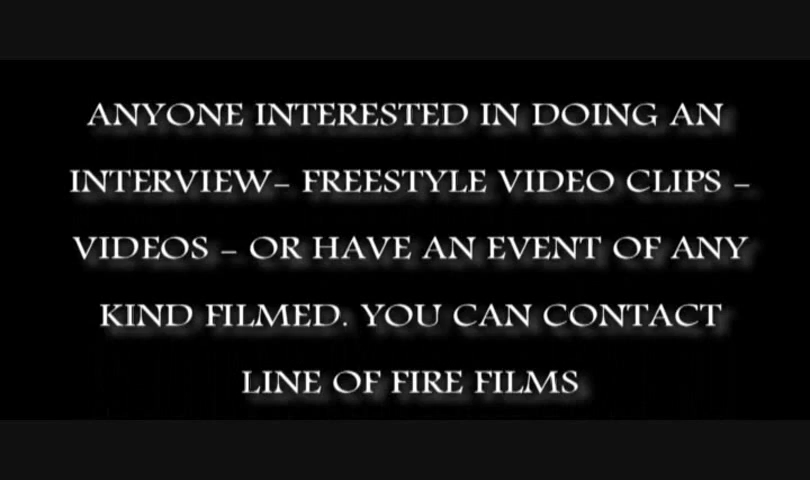 ANYONE INTERESTED IN DOING AN
INTERVIEW– FREESTYLE VIDEO CLIPS –
VIDEOS – OR HAVE AN EVENT OF ANY
KIND FILMED. YOU CAN CONTACT
LINE OF FIRE FILMS